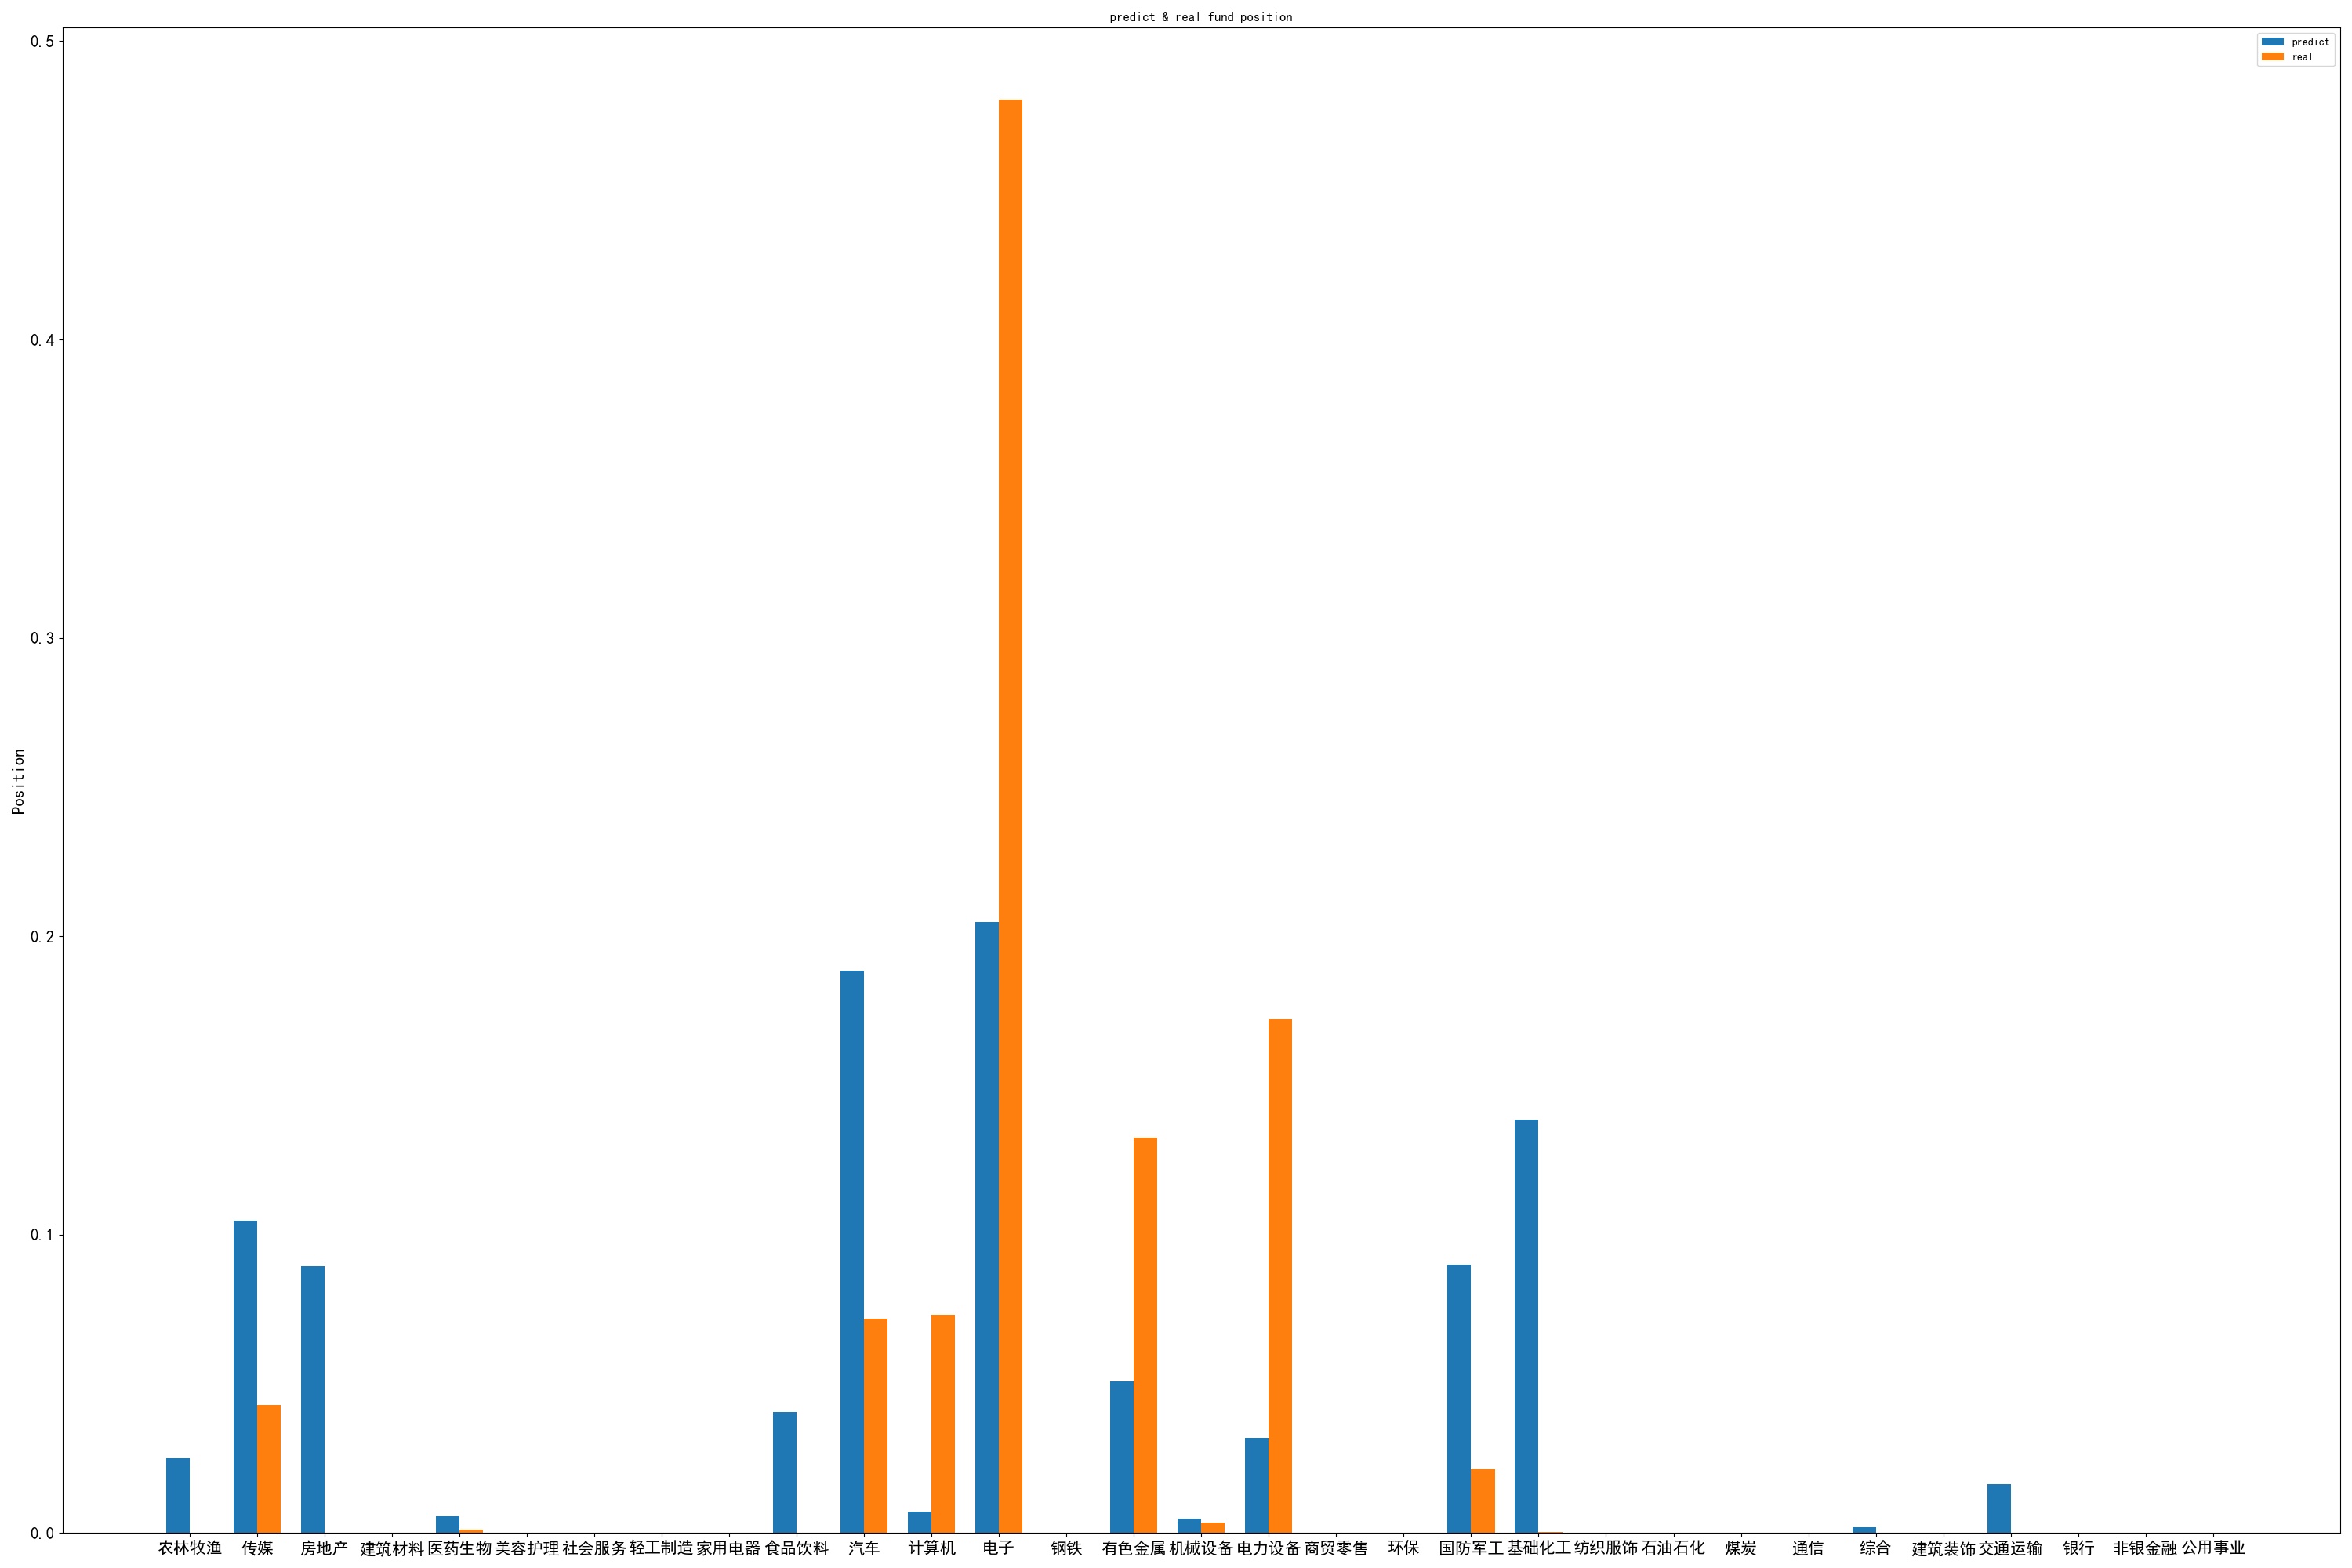 predict & real fund position
predict
real
Position
0.5
0.4
0.3
0.2
0.1
0.0
农林牧渔 传媒 房地产 建筑材料 医药生物 美容护理 社会服务 轻工制造 家用电器 食品饮料 汽车 计算机 电子 钢铁 有色金属 机械设备 电力设备 商贸零售 环保 国防军工 基础化工 纺织服饰 石油石化 煤炭 通信 综合 建筑装饰 交通运输 银行 非银金融 公用事业